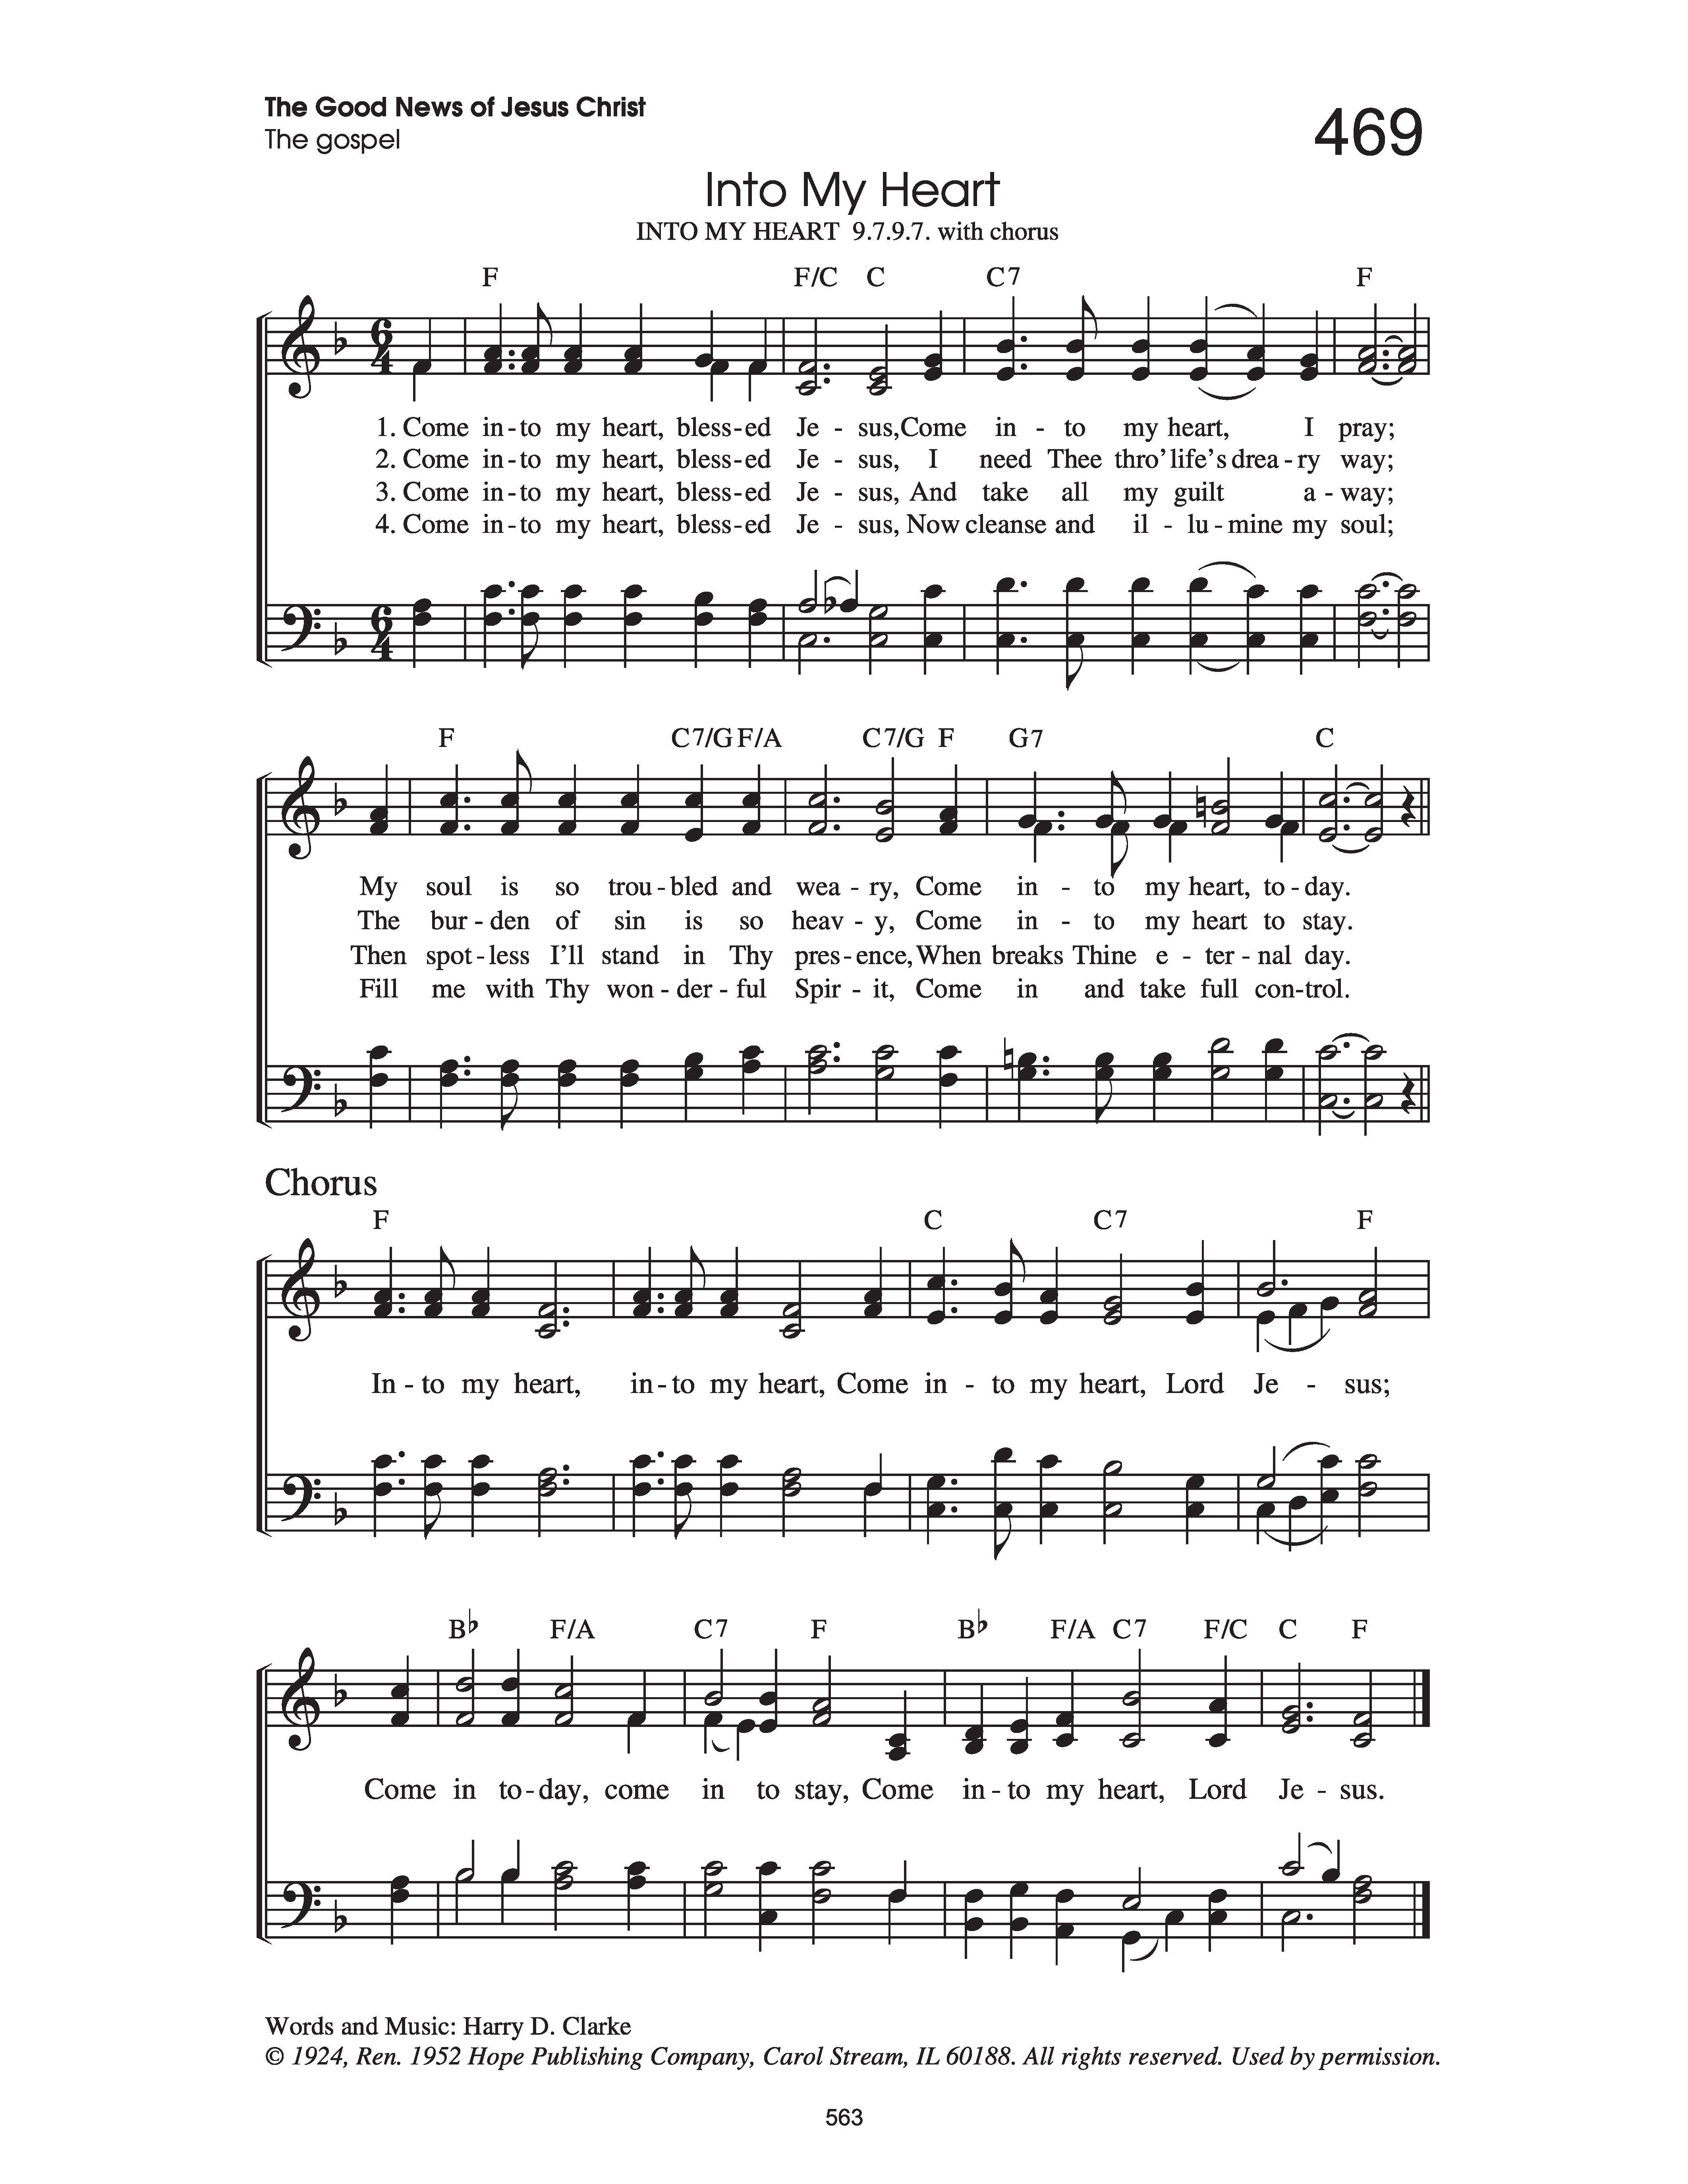 The Good News of Jesus Christ
The gospel
469
Into My Heart
INTO MY HEART 9.7.9.7. with chorus
F F/C C C7 F
6 4
1. Come in-to my heart, bless-ed Je - sus, Come in - to my heart, I pray;
2. Come in-to my heart, bless-ed Je - sus, I need Thee thro' life's drea-ry way;
3. Come in-to my heart, bless-ed Je - sus, And take all my guilt a-way;
4. Come in-to my heart, bless-ed Je - sus, Now cleanse and il - lu-mine my soul;
6 4
F C7/G F/A C7/G F G7 C
My soul is so trou-bled and wea-ry, Come in - to my heart, to-day.
The bur-den of sin is so heav-y, Come in - to my heart to stay.
Then spot-less I'll stand in Thy pres-ence, When breaks Thine e - ter-nal day.
Fill me with Thy won-der-ful Spir-it, Come in and take full con-trol.
Chorus
F C C7 F
In-to my heart, in-to my heart, Come in - to my heart, Lord Je - sus;
B♭ F/A C7 F B♭ F/A C7 F/C C F
Come in to-day, come in to stay, Come in-to my heart, Lord Je - sus.
Words and Music: Harry D. Clarke
© 1924, Ren. 1952 Hope Publishing Company, Carol Stream, IL 60188. All rights reserved. Used by permission.
563